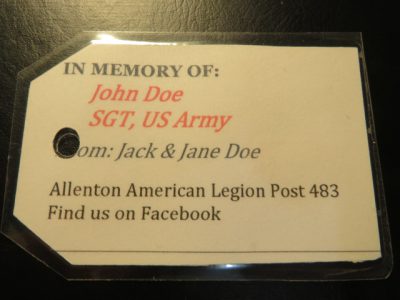 IN MEMORY OF:
John Doe
SGT, US Army
om: Jack & Jane Doe
Allenton American Legion Post 483
Find us on Facebook